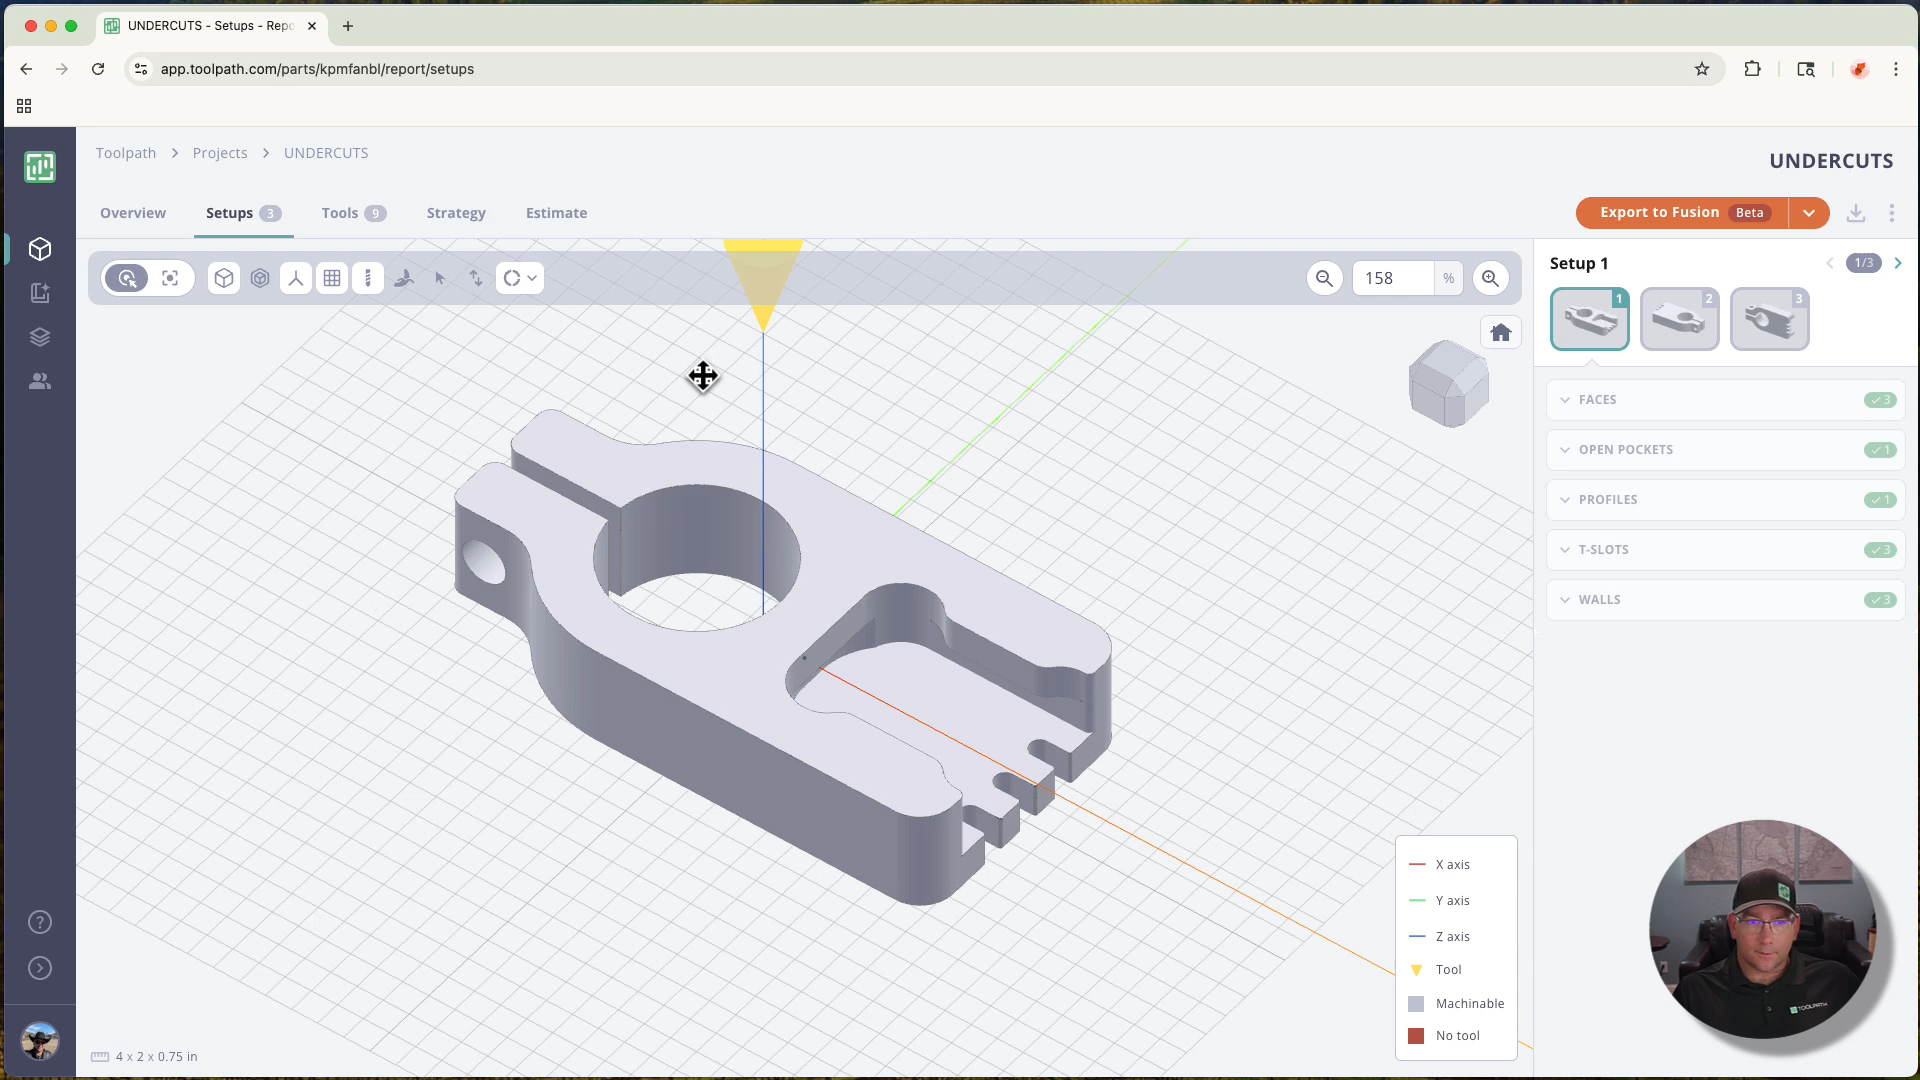 UNDERCUTS - Setups - Repo
app.toolpath.com/parts/kpmfanbl/report/setups
Toolpath > Projects > UNDERCUTS
UNDERCUTS
Overview
Setups 3
Tools 9
Strategy
Estimate
Export to Fusion Beta
158 %
Setup 1
1/3
1
2
3
FACES 3
OPEN POCKETS 1
PROFILES 1
T-SLOTS 3
WALLS 3
X axis
Y axis
Z axis
Tool
Machinable
No tool
4 x 2 x 0.75 in
TOOLPATH